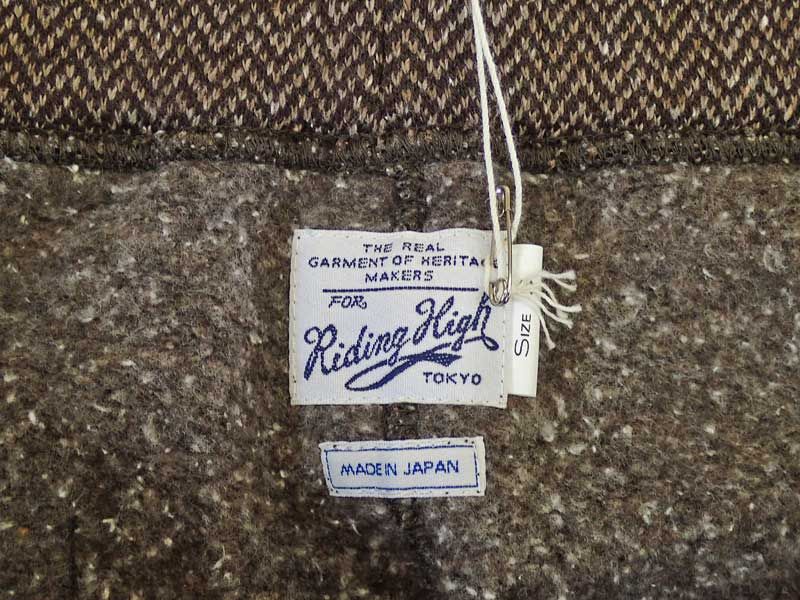 THE REAL
GARMENT OF HERITAGE
MAKERS
FOR
Riding High
TOKYO
SIZE
MADE IN JAPAN